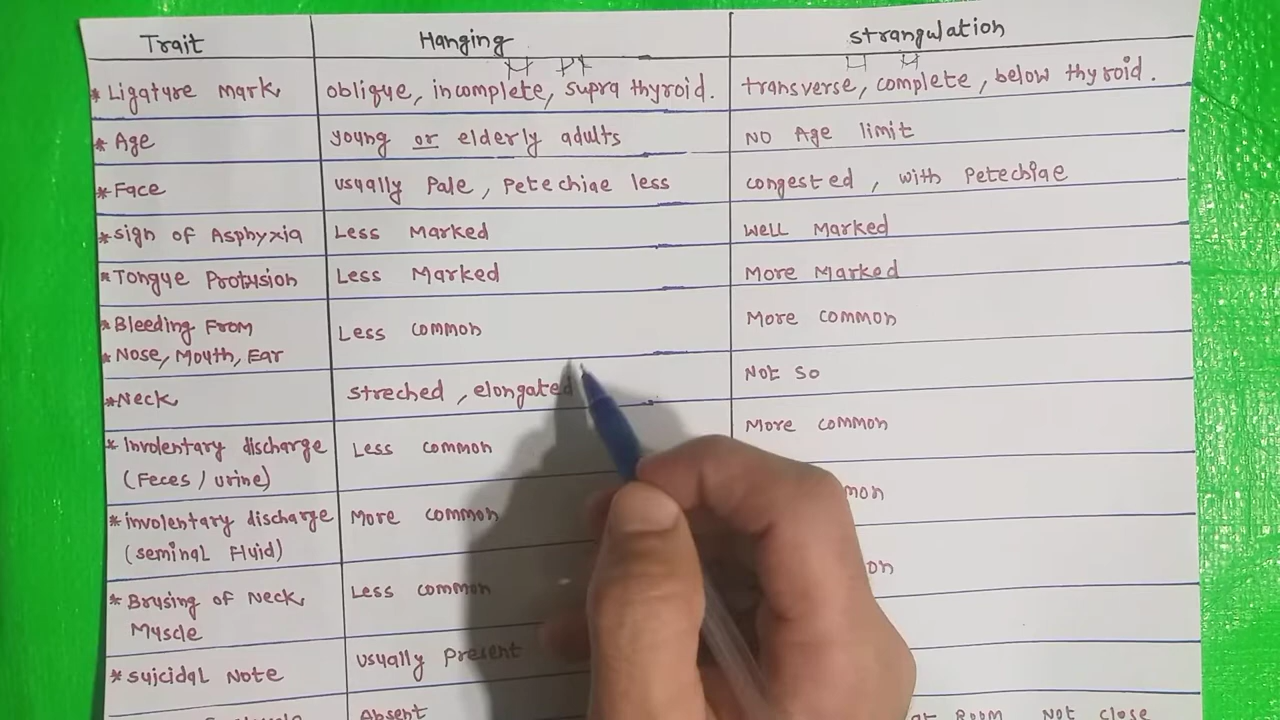 Trait Hanging strangulation
* Ligature mark oblique, incomplete, supra thyroid. transverse, complete, below thyroid.
* Age young or elderly adults NO Age limit
* Face usually Pale, Petechiae less congested, with Petechiae
* sign of Asphyxia Less Marked well Marked
* Tongue Protusion Less Marked More Marked
* Bleeding From Less common More common
* Nose, Mouth, Ear
* Neck streched, elongated Not so
* Involentary discharge Less common More common
(Feces / urine)
* involentary discharge More common
(seminal Fluid)
* Brusing of Neck Less common
Muscle
* suicidal Note usually present
Absent at Room Not close